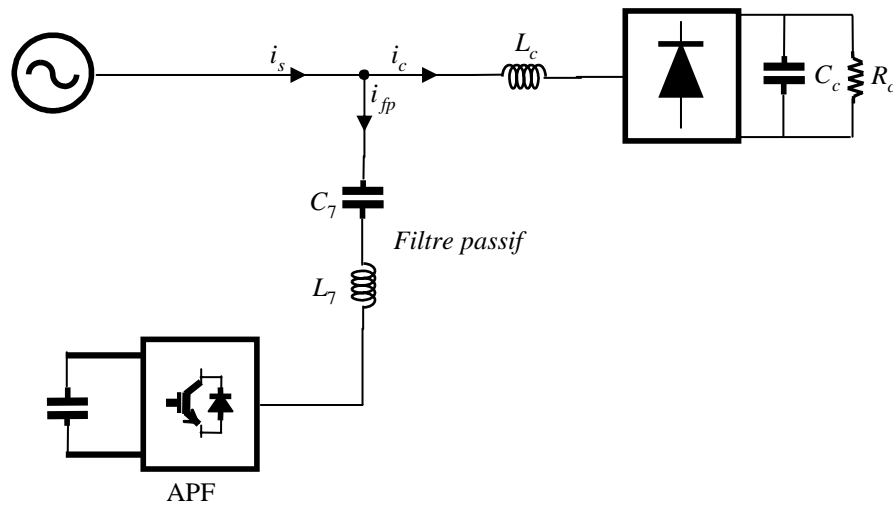 i_s
i_c
L_c
i_fp
C_c
R_c
C_7
Filtre passif
L_7
APF